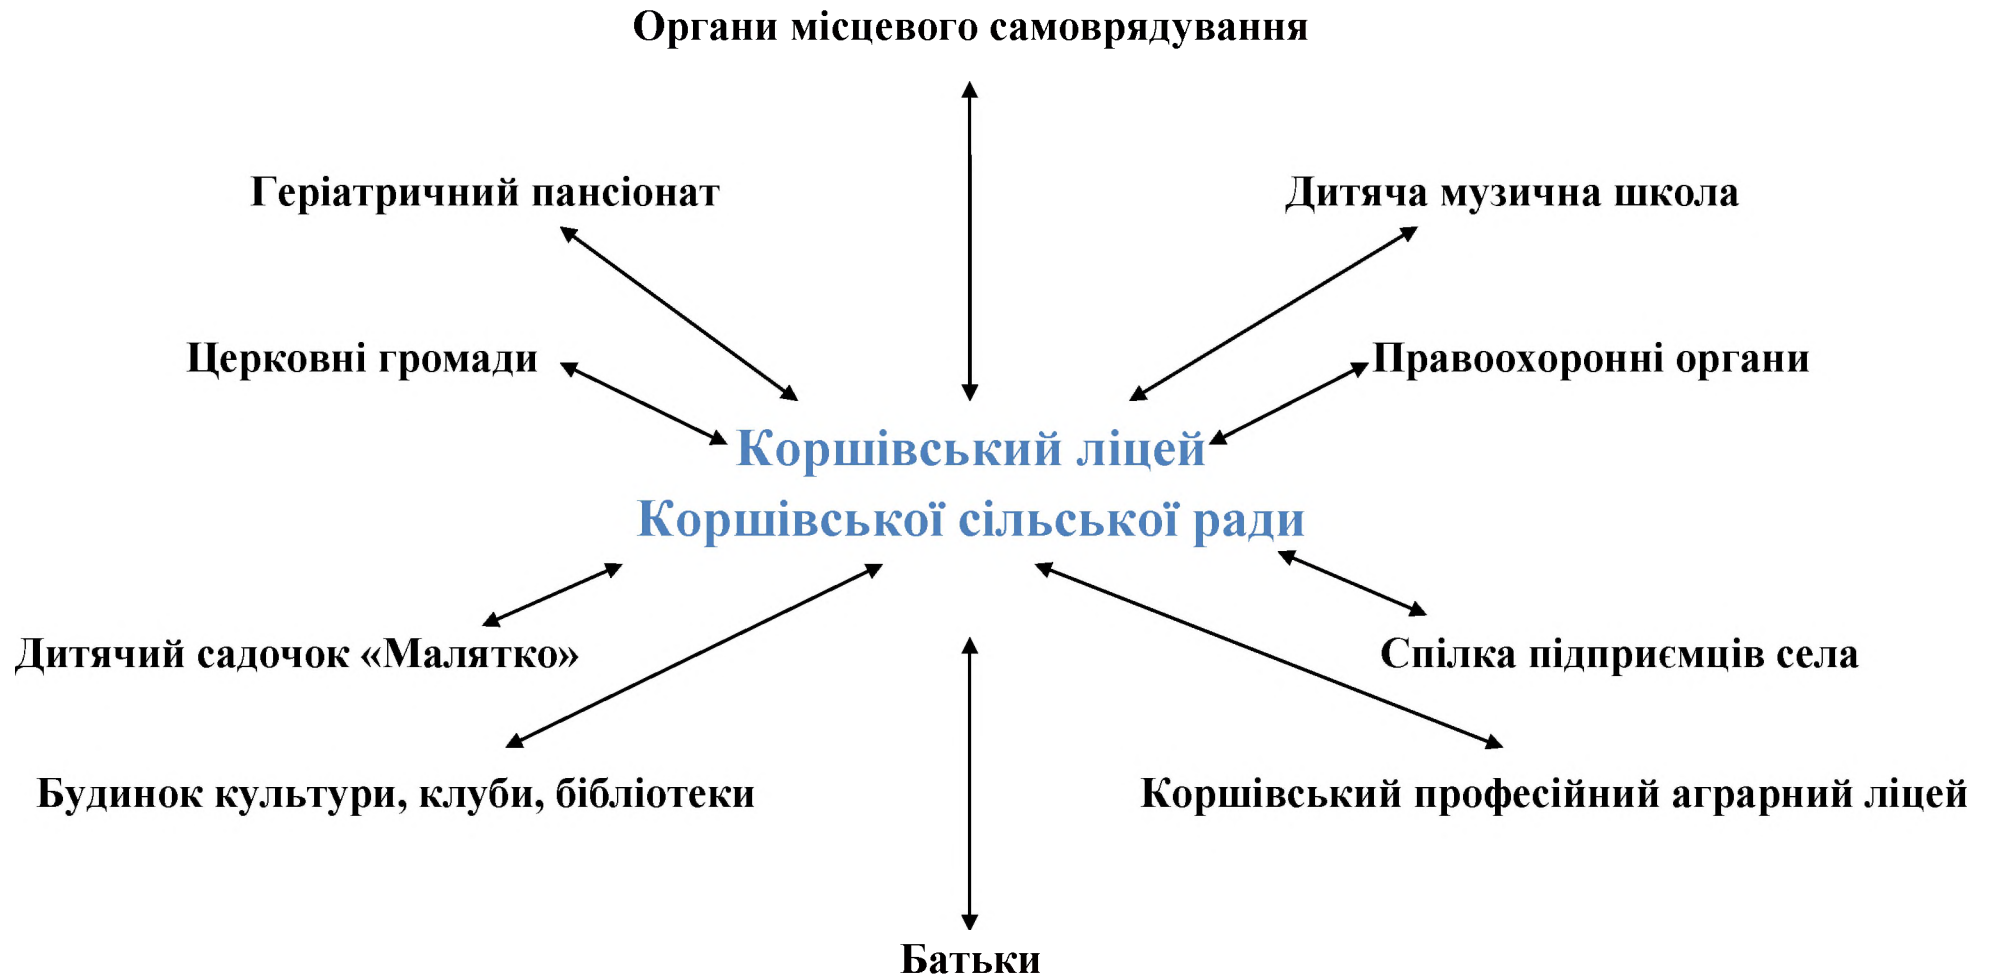 Органи місцевого самоврядування
Геріатричний пансіонат
Дитяча музична школа
Церковні громади
Правоохоронні органи
Коршівський ліцей
Коршівської сільської ради
Дитячий садочок «Малятко»
Спілка підприємців села
Будинок культури, клуби, бібліотеки
Коршівський професійний аграрний ліцей
Батьки